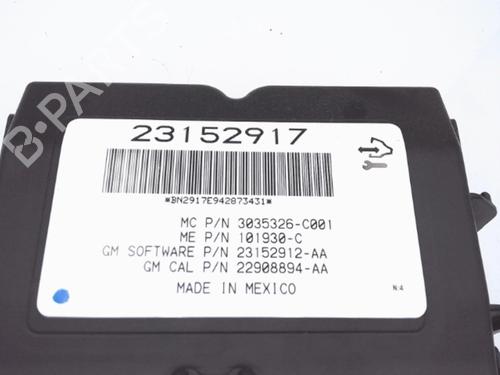 23152917
*BN2917E942873431*
MC P/N 3035326-C001
ME P/N 101930-C
GM SOFTWARE P/N 23152912-AA
GM CAL P/N 22908894-AA
MADE IN MEXICO
N:4
B-PARTS